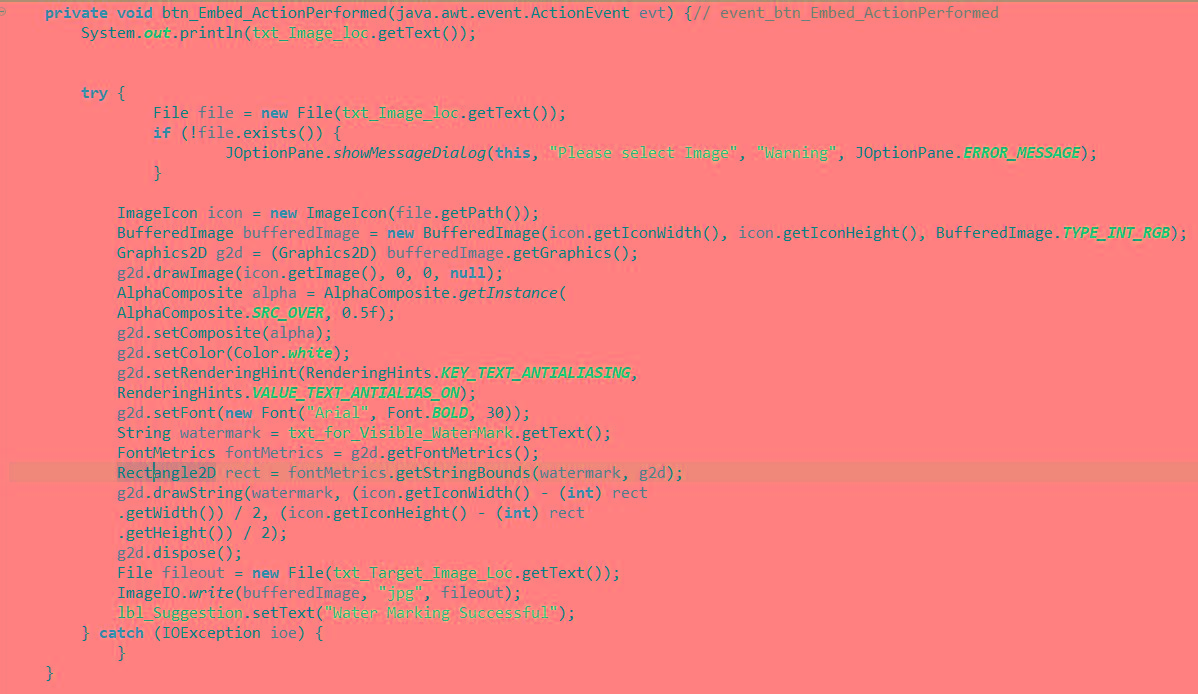 private void btn_Embed_ActionPerformed(java.awt.event.ActionEvent evt) {// event_btn_Embed_ActionPerformed
System.out.println(txt_Image_loc.getText());
try {
File file = new File(txt_Image_loc.getText());
if (!file.exists()) {
JOptionPane.showMessageDialog(this, "Please select Image", "Warning", JOptionPane.ERROR_MESSAGE);
}
ImageIcon icon = new ImageIcon(file.getPath());
BufferedImage bufferedImage = new BufferedImage(icon.getIconWidth(), icon.getIconHeight(), BufferedImage.TYPE_INT_RGB);
Graphics2D g2d = (Graphics2D) bufferedImage.getGraphics();
g2d.drawImage(icon.getImage(), 0, 0, null);
AlphaComposite alpha = AlphaComposite.getInstance(
AlphaComposite.SRC_OVER, 0.5f);
g2d.setComposite(alpha);
g2d.setColor(Color.white);
g2d.setRenderingHint(RenderingHints.KEY_TEXT_ANTIALIASING,
RenderingHints.VALUE_TEXT_ANTIALIAS_ON);
g2d.setFont(new Font("Arial", Font.BOLD, 30));
String watermark = txt_for_Visible_WaterMark.getText();
FontMetrics fontMetrics = g2d.getFontMetrics();
Rectangle2D rect = fontMetrics.getStringBounds(watermark, g2d);
g2d.drawString(watermark, (icon.getIconWidth() - (int) rect
.getWidth()) / 2, (icon.getIconHeight() - (int) rect
.getHeight()) / 2);
g2d.dispose();
File fileout = new File(txt_Target_Image_Loc.getText());
ImageIO.write(bufferedImage, "jpg", fileout);
lbl_Suggestion.setText("Water Marking Successful");
} catch (IOException ioe) {
}
}